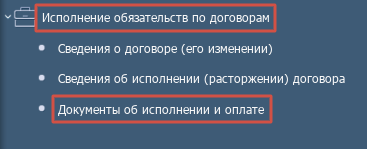 Исполнение обязательств по договорам
Сведения о договоре (его изменении)
Сведения об исполнении (расторжении) договора
Документы об исполнении и оплате